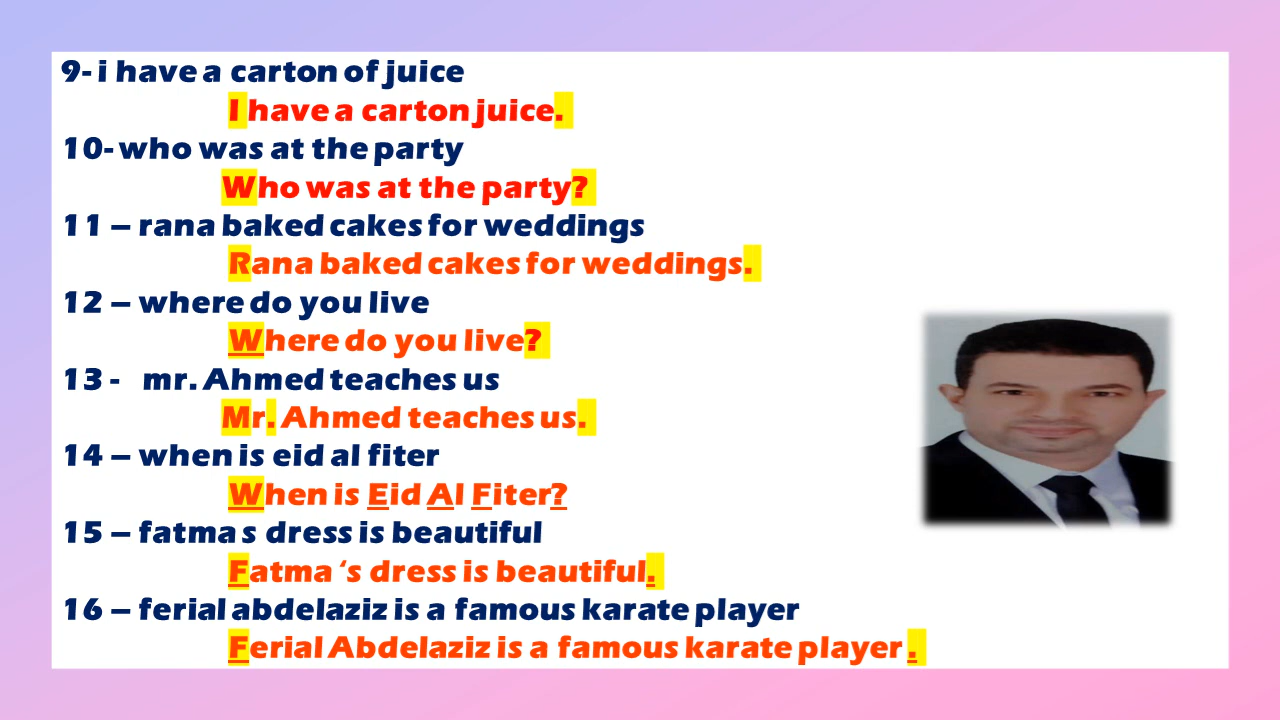 9- i have a carton of juice
I have a carton juice.
10- who was at the party
Who was at the party?
11 – rana baked cakes for weddings
Rana baked cakes for weddings.
12 – where do you live
Where do you live?
13 - mr. Ahmed teaches us
Mr. Ahmed teaches us.
14 – when is eid al fiter
When is Eid Al Fiter?
15 – fatma s dress is beautiful
Fatma ‘s dress is beautiful.
16 – ferial abdelaziz is a famous karate player
Ferial Abdelaziz is a famous karate player .